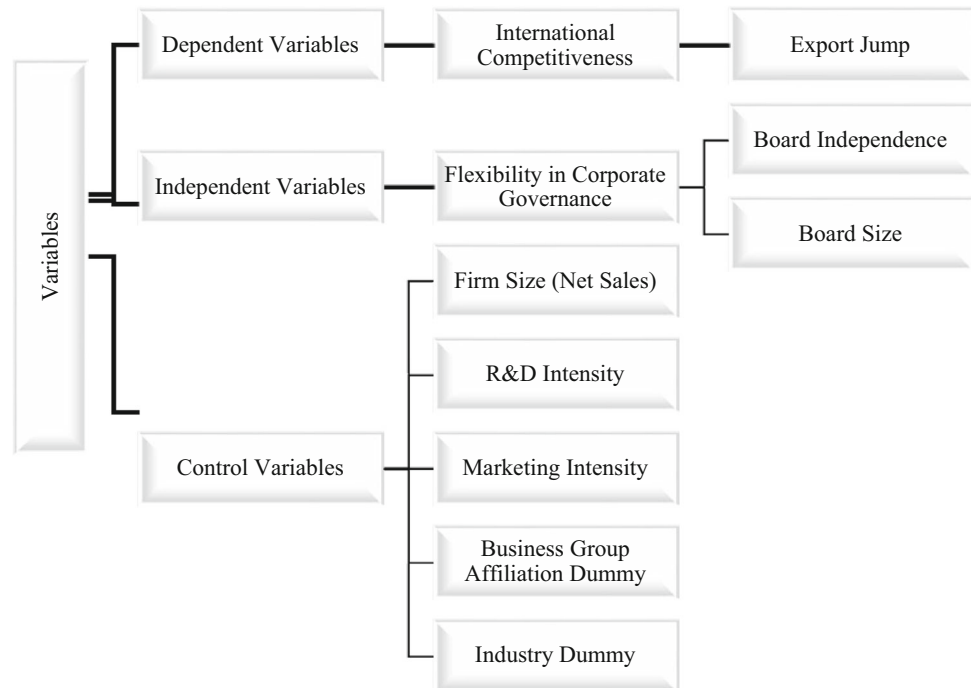 Variables
Dependent Variables
International
Competitiveness
Export Jump
Independent Variables
Flexibility in Corporate
Governance
Board Independence
Board Size
Control Variables
Firm Size (Net Sales)
R&D Intensity
Marketing Intensity
Business Group
Affiliation Dummy
Industry Dummy